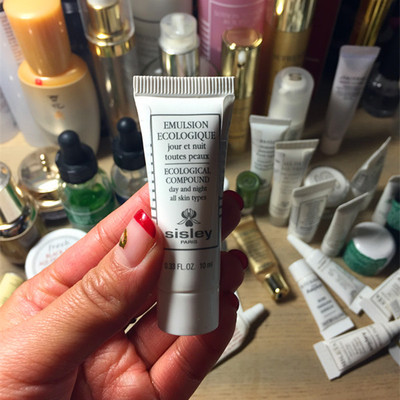 EMULSION
ECOLOGIQUE
jour et nuit
toutes peaux
ECOLOGICAL
COMPOUND
day and night
all skin types
sisley
PARIS
0.33 FL.OZ. - 10 ml
fresh